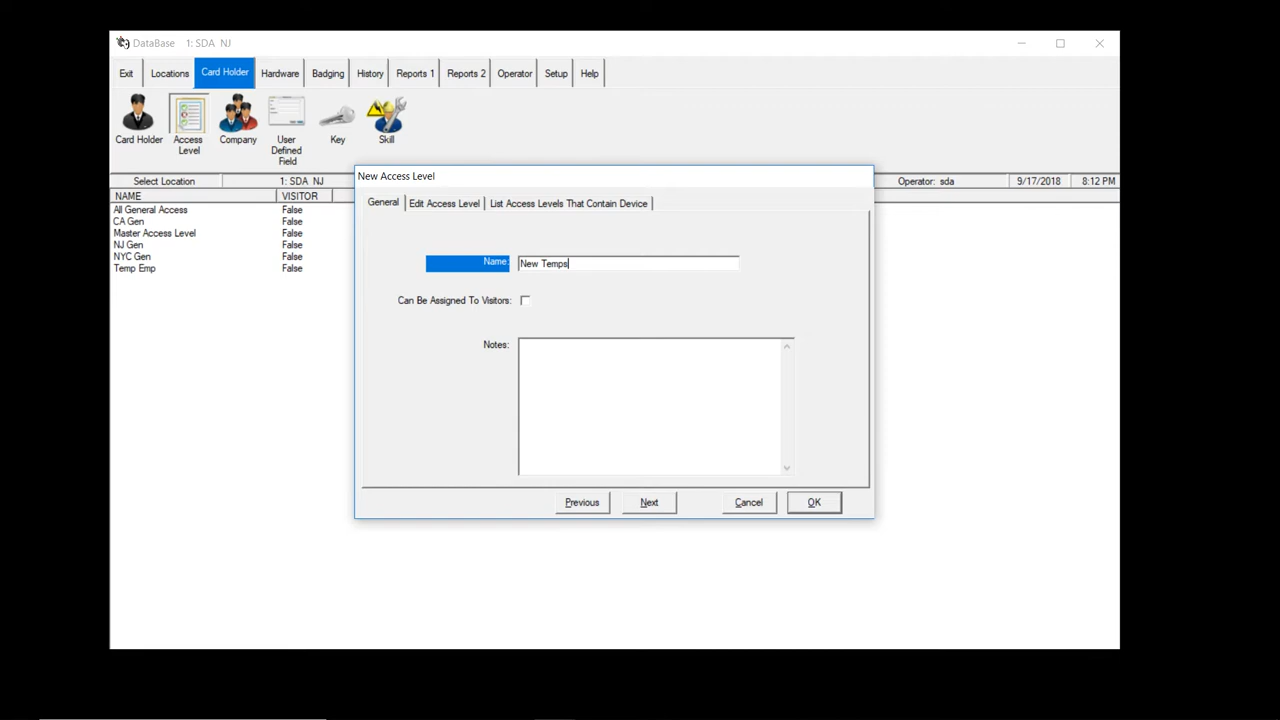 DataBase 1: SDA NJ
Exit Locations Card Holder Hardware Badging History Reports 1 Reports 2 Operator Setup Help
Card Holder Access Level Company User Defined Field Key Skill
Select Location 1: SDA NJ Operator: sda 9/17/2018 8:12 PM
NAME VISITOR
All General Access False
CA Gen False
Master Access Level False
NJ Gen False
NYC Gen False
Temp Emp False
New Access Level
General Edit Access Level List Access Levels That Contain Device
Name: New Temps
Can Be Assigned To Visitors:
Notes:
Previous Next Cancel OK